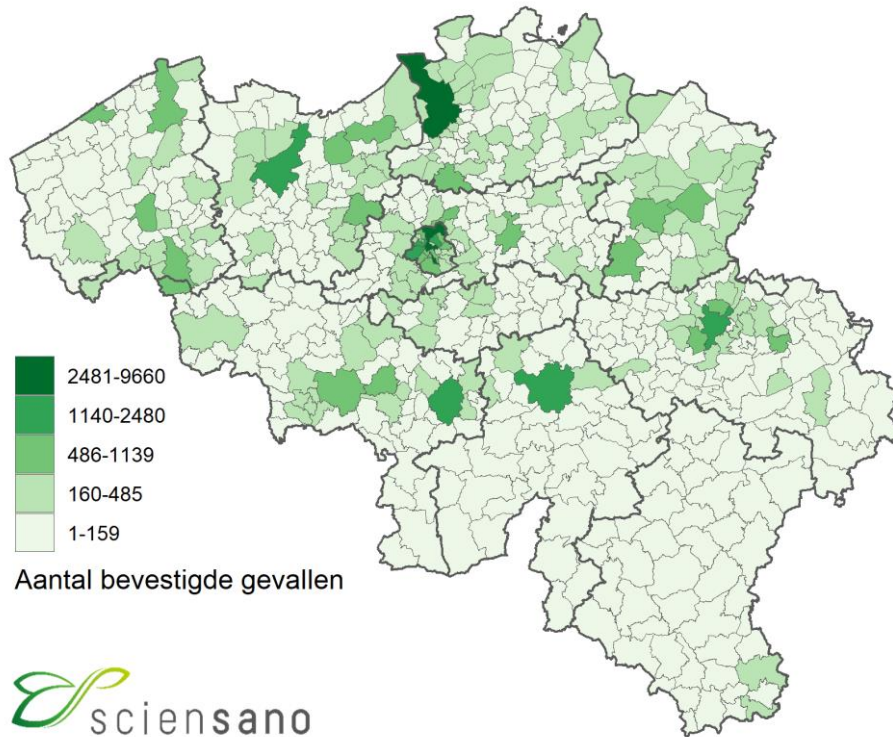 2481-9660
1140-2480
486-1139
160-485
1-159
Aantal bevestigde gevallen
sciensano